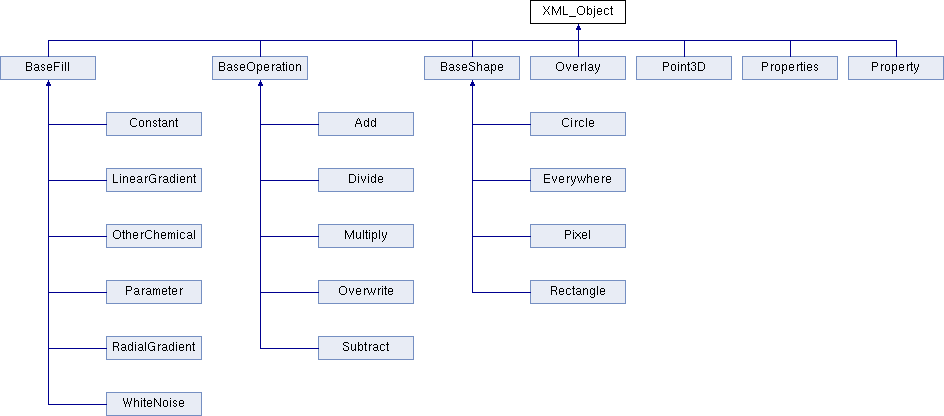 XML_Object
BaseFill
BaseOperation
BaseShape
Overlay
Point3D
Properties
Property
Constant
Add
Circle
LinearGradient
Divide
Everywhere
OtherChemical
Multiply
Pixel
Parameter
Overwrite
Rectangle
RadialGradient
Subtract
WhiteNoise